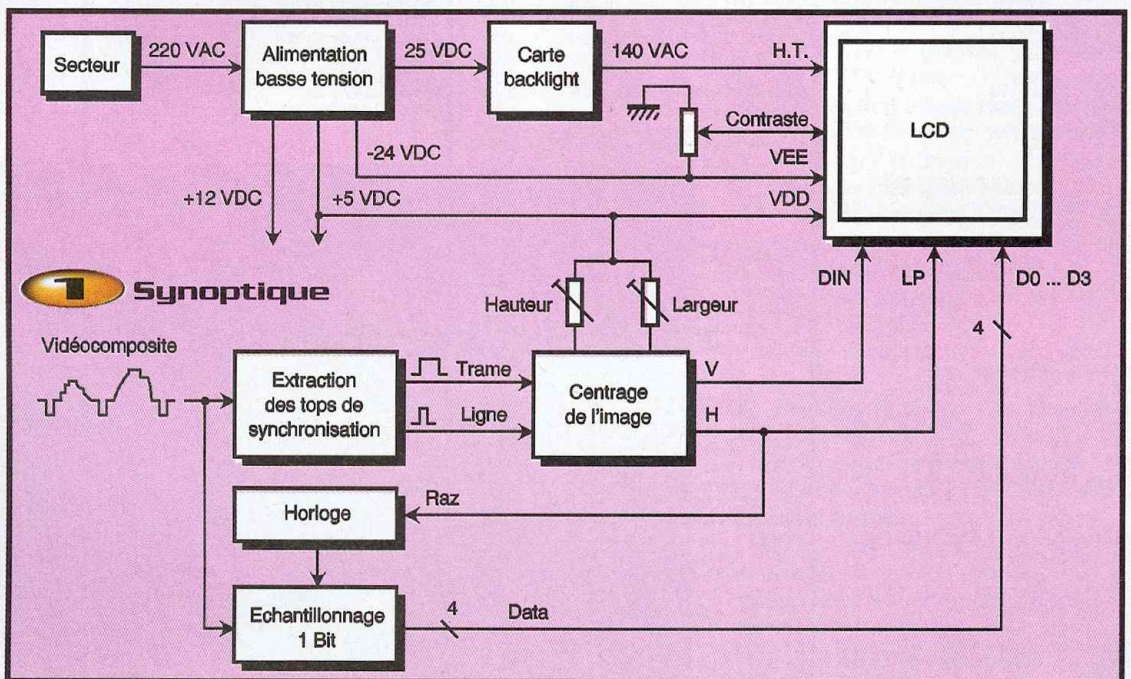 Secteur
220 VAC
Alimentation
basse tension
25 VDC
Carte
backlight
140 VAC
H.T.
LCD
Contraste
-24 VDC
VEE
+12 VDC
+5 VDC
VDD
1 Synoptique
Hauteur
Largeur
DIN
LP
D0 ... D3
4
Vidéocomposite
Extraction
des tops de
synchronisation
Trame
Ligne
Centrage
de l'image
V
H
Horloge
Raz
Echantillonnage
1 Bit
4
Data